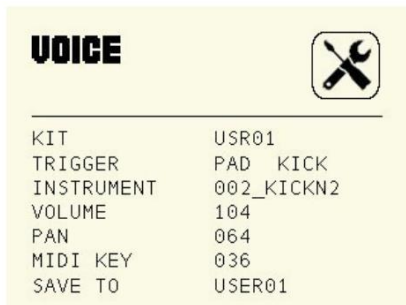 VOICE
KIT USR01
TRIGGER PAD KICK
INSTRUMENT 002_KICKN2
VOLUME 104
PAN 064
MIDI KEY 036
SAVE TO USER01